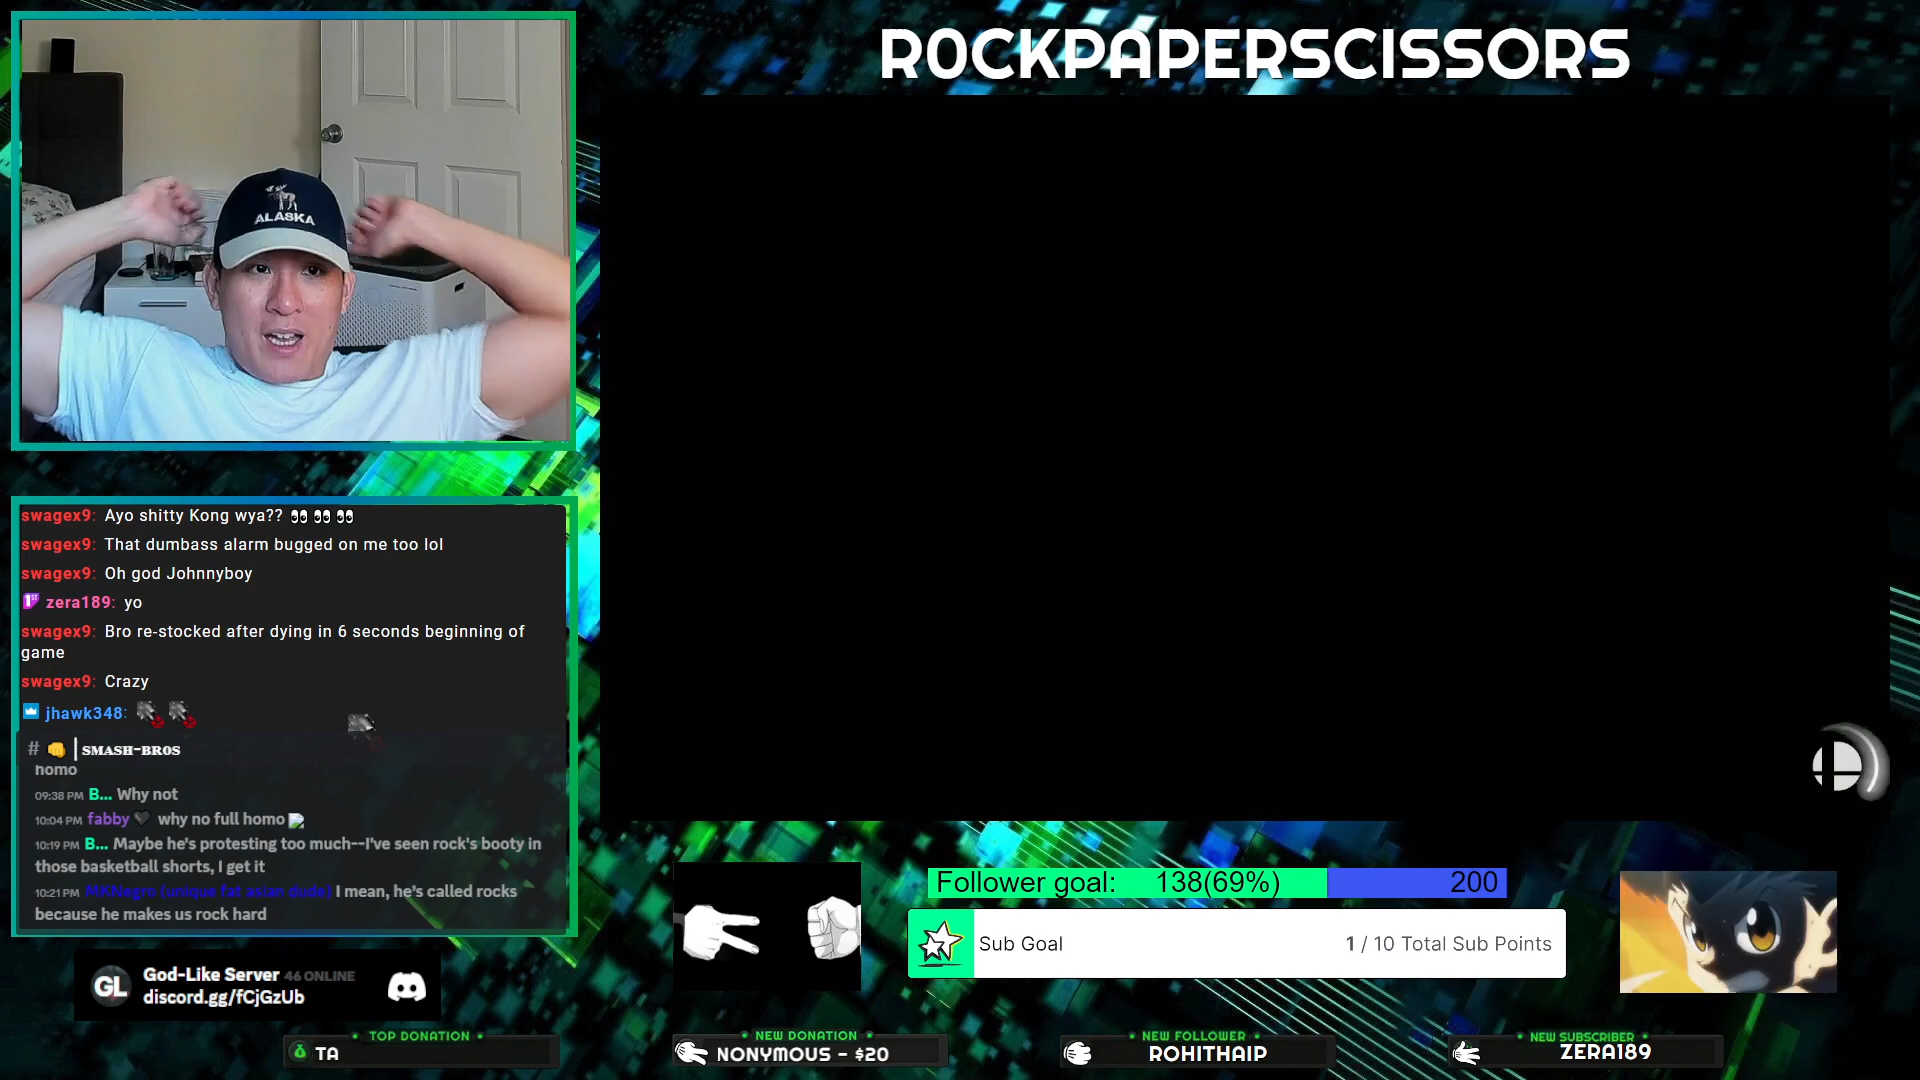 R0CKPAPERSCISSORS
ALASKA
swagex9: Ayo shitty Kong wya?? 👀 👀 👀
swagex9: That dumbass alarm bugged on me too lol
swagex9: Oh god Johnnyboy
zera189: yo
swagex9: Bro re-stocked after dying in 6 seconds beginning of
game
swagex9: Crazy
jhawk348:
# 👊 | SMASH-BROS
homo
09:38 PM B... Why not
10:04 PM fabby🖤 why no full homo
10:19 PM B... Maybe he's protesting too much--I've seen rock's booty in
those basketball shorts, I get it
10:21 PM MKNegro (unique fat asian dude) I mean, he's called rocks
because he makes us rock hard
GL
God-Like Server 46 ONLINE
discord.gg/fCjGzUb
Follower goal: 138(69%) 200
Sub Goal 1 / 10 Total Sub Points
TOP DONATION
TA
NEW DONATION
NONYMOUS - $20
NEW FOLLOWER
ROHITHAIP
NEW SUBSCRIBER
ZERA189